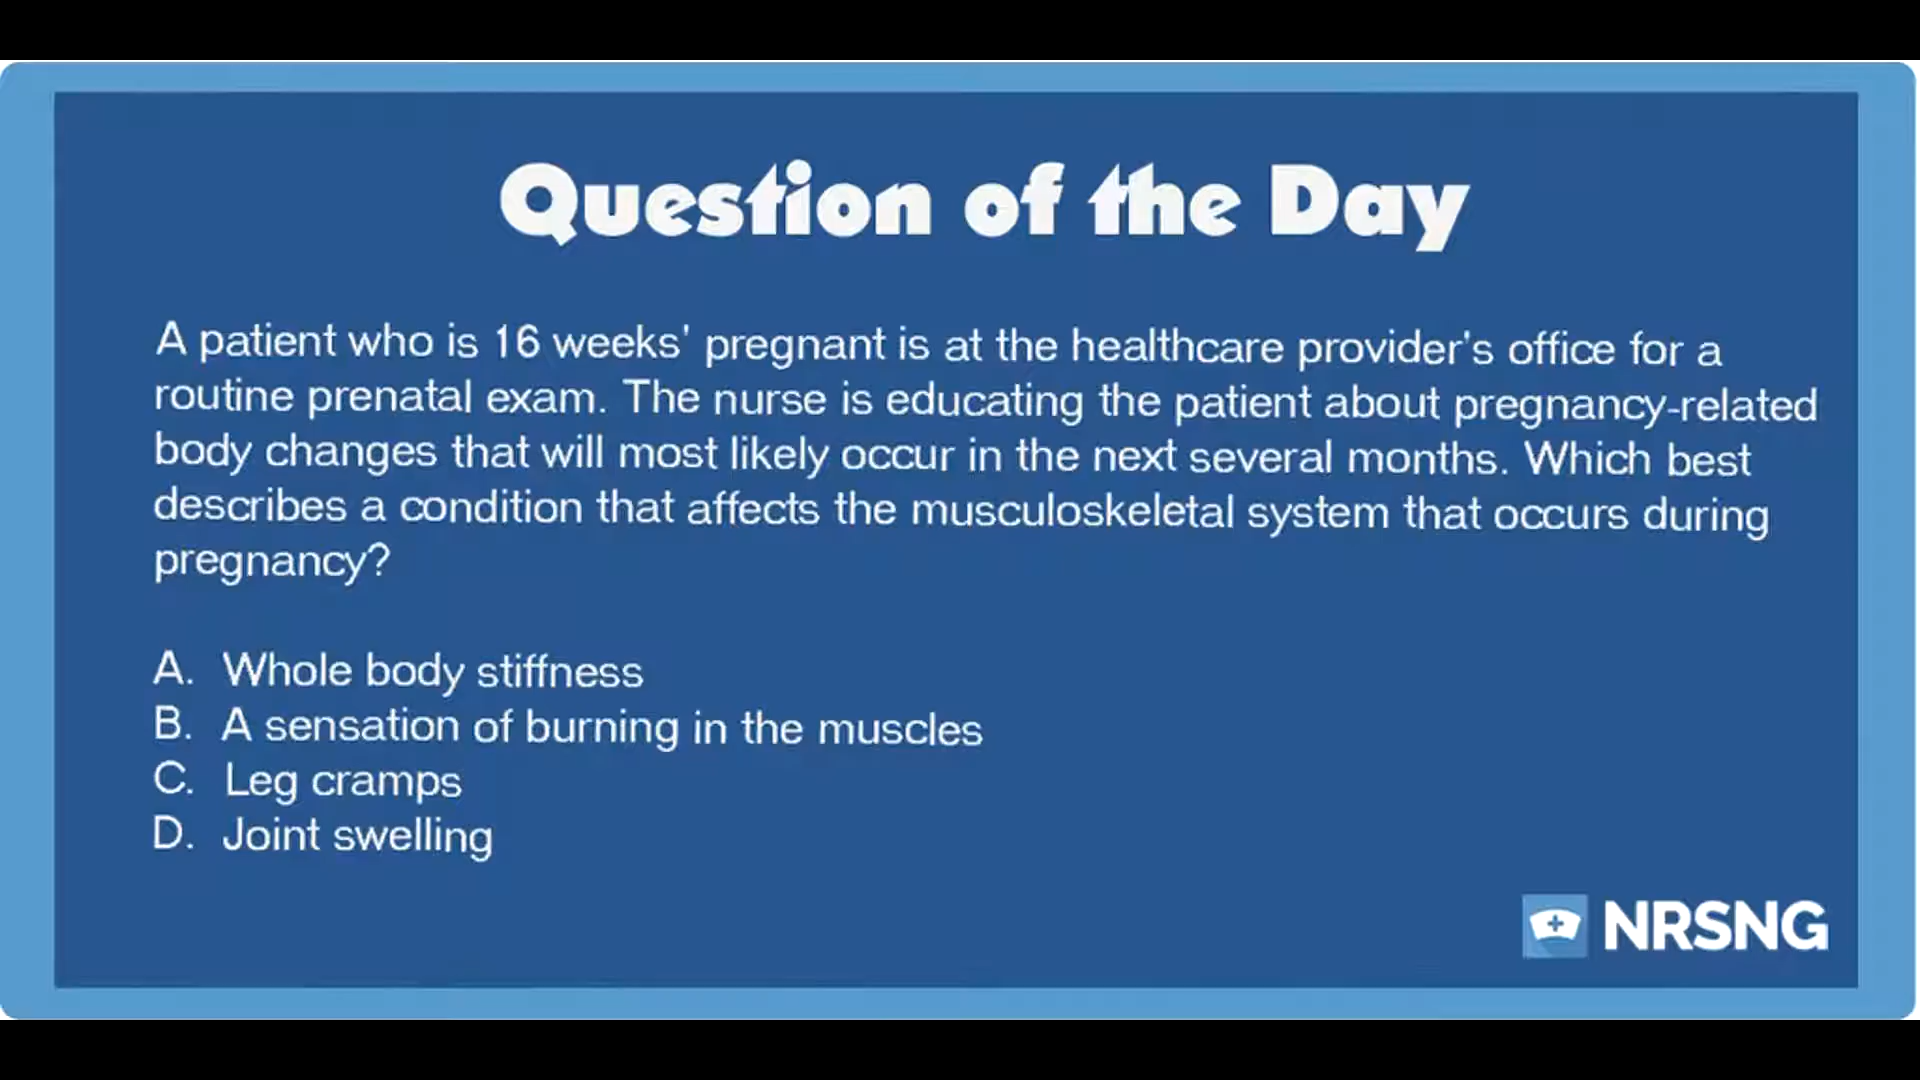 Question of the Day
A patient who is 16 weeks' pregnant is at the healthcare provider's office for a
routine prenatal exam. The nurse is educating the patient about pregnancy-related
body changes that will most likely occur in the next several months. Which best
describes a condition that affects the musculoskeletal system that occurs during
pregnancy?
A. Whole body stiffness
B. A sensation of burning in the muscles
C. Leg cramps
D. Joint swelling
NRSNG